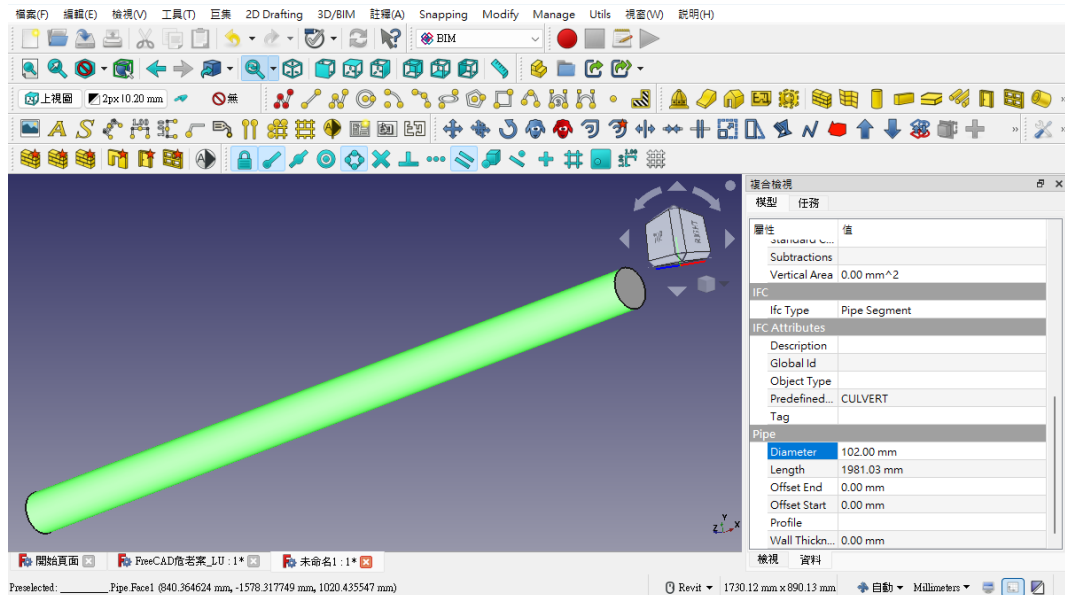 檔案(F) 編輯(E) 檢視(V) 工具(T) 巨集 2D Drafting 3D/BIM 註釋(A) Snapping Modify Manage Utils 視窗(W) 說明(H)
BIM
上視圖 2px | 0.20 mm 無
複合檢視
模型 任務
屬性 值
Standard C...
Subtractions
Vertical Area 0.00 mm^2
IFC
Ifc Type Pipe Segment
IFC Attributes
Description
Global Id
Object Type
Predefined... CULVERT
Tag
Pipe
Diameter 102.00 mm
Length 1981.03 mm
Offset End 0.00 mm
Offset Start 0.00 mm
Profile
Wall Thickn... 0.00 mm
Y
Z X
開始頁面 FreeCAD危老案_LU : 1* 未命名1 : 1*
檢視 資料
Preselected: ________.Pipe.Face1 (840.364624 mm, -1578.317749 mm, 1020.435547 mm) Revit 1730.12 mm x 890.13 mm 自動 Millimeters